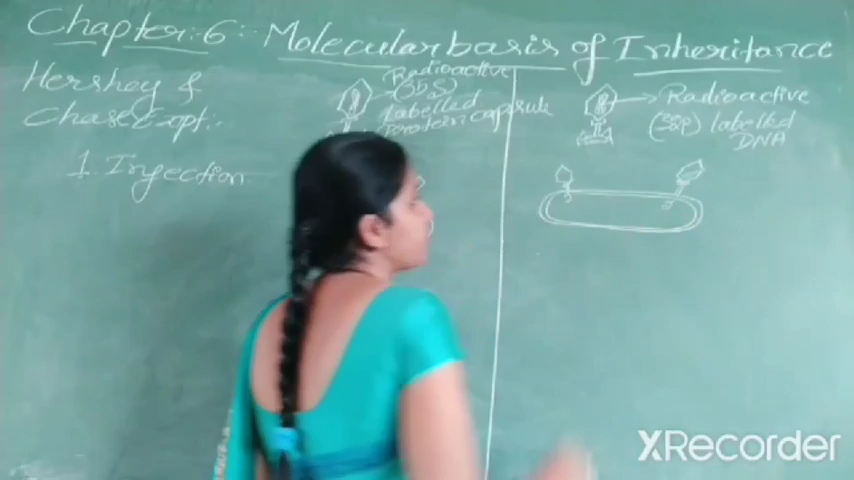 Chapter:-6:- Molecular basis of Inheritance
Hershey &
Chase Expt:-
1. Injection
Radioactive
(35S)
Labelled
Protein capsule
Radioactive
(32P) labelled
DNA
XRecorder